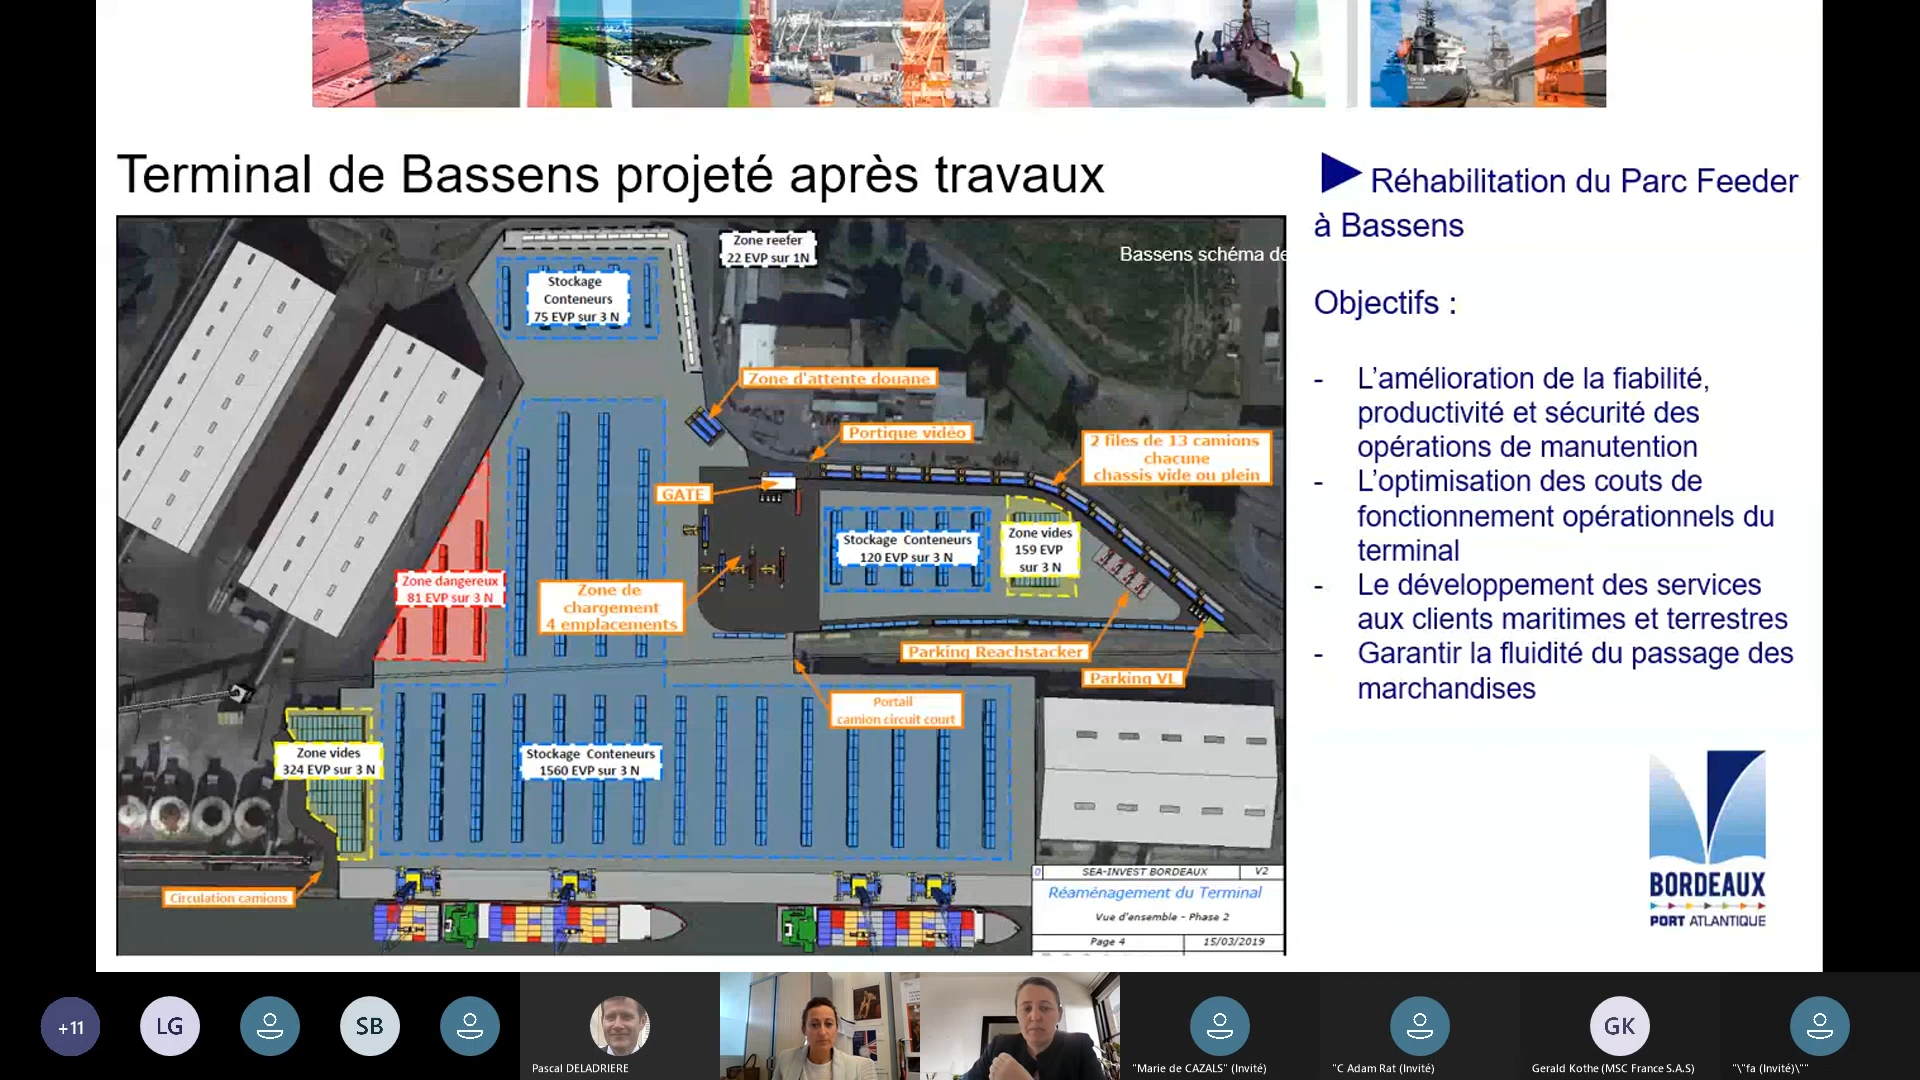 Terminal de Bassens projeté après travaux
Zone reefer
22 EVP sur 1N
Bassens schéma de
Stockage
Conteneurs
75 EVP sur 3 N
Zone d'attente douane
Portique vidéo
2 files de 13 camions
chacune
chassis vide ou plein
GATE
Stockage Conteneurs
120 EVP sur 3 N
Zone vides
159 EVP
sur 3 N
Zone dangereux
81 EVP sur 3 N
Zone de
chargement
4 emplacements
Parking Reachstacker
Parking VL
Portail
camion circuit court
Zone vides
324 EVP sur 3 N
Stockage Conteneurs
1560 EVP sur 3 N
Circulation camions
0 SEA-INVEST BORDEAUX V2
Réaménagement du Terminal
Vue d'ensemble - Phase 2
Page 4 15/03/2019
Réhabilitation du Parc Feeder
à Bassens
Objectifs :
- L’amélioration de la fiabilité,
productivité et sécurité des
opérations de manutention
- L’optimisation des couts de
fonctionnement opérationnels du
terminal
- Le développement des services
aux clients maritimes et terrestres
- Garantir la fluidité du passage des
marchandises
BORDEAUX
PORT ATLANTIQUE
+11
LG
SB
GK
Pascal DELADRIERE
"Marie de CAZALS" (Invité)
"C Adam Rat (Invité)
Gerald Kothe (MSC France S.A.S)
"\"fa (Invité)\""